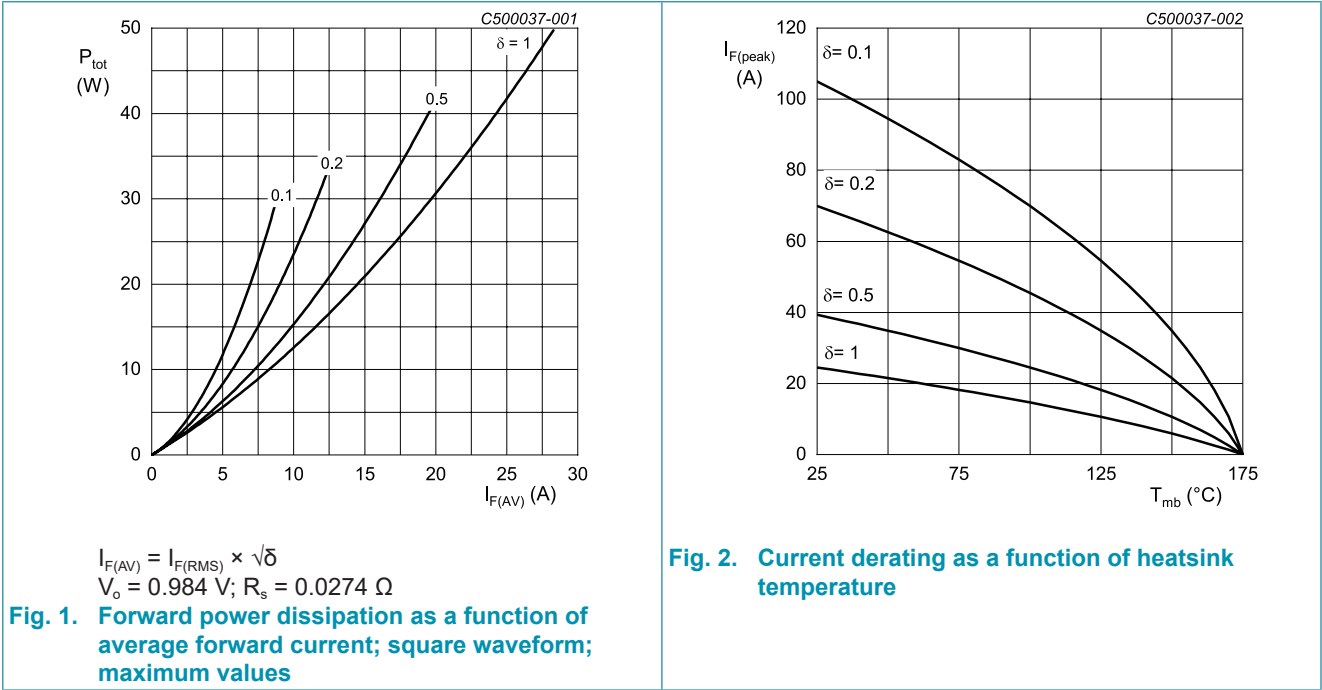 C500037-001
50
40
30
20
10
0
P_tot
(W)
δ = 1
0.5
0.2
0.1
0 5 10 15 20 25 30
I_F(AV) (A)
I_F(AV) = I_F(RMS) × √δ
V_o = 0.984 V; R_s = 0.0274 Ω
Fig. 1. Forward power dissipation as a function of
average forward current; square waveform;
maximum values
C500037-002
120
100
80
60
40
20
0
I_F(peak)
(A)
δ= 0.1
δ= 0.2
δ= 0.5
δ= 1
25 75 125 175
T_mb (°C)
Fig. 2. Current derating as a function of heatsink
temperature